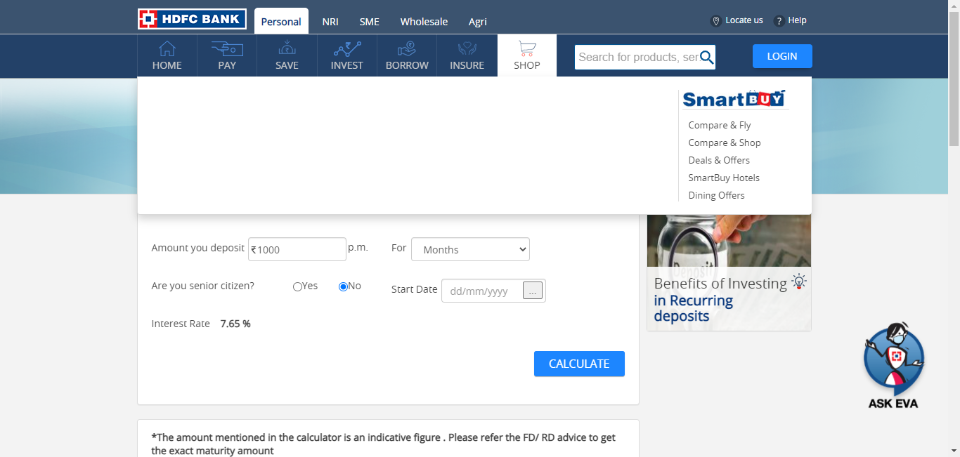 HDFC BANK
Personal
NRI
SME
Wholesale
Agri
Locate us
? Help
HOME
PAY
SAVE
INVEST
BORROW
INSURE
SHOP
Search for products, ser
LOGIN
SmartBUY
Compare & Fly
Compare & Shop
Deals & Offers
SmartBuy Hotels
Dining Offers
Amount you deposit ₹1000 p.m. For Months
Are you senior citizen? Yes No Start Date dd/mm/yyyy ...
Interest Rate 7.65 %
CALCULATE
Benefits of Investing
in Recurring
deposits
ASK EVA
*The amount mentioned in the calculator is an indicative figure . Please refer the FD/ RD advice to get
the exact maturity amount